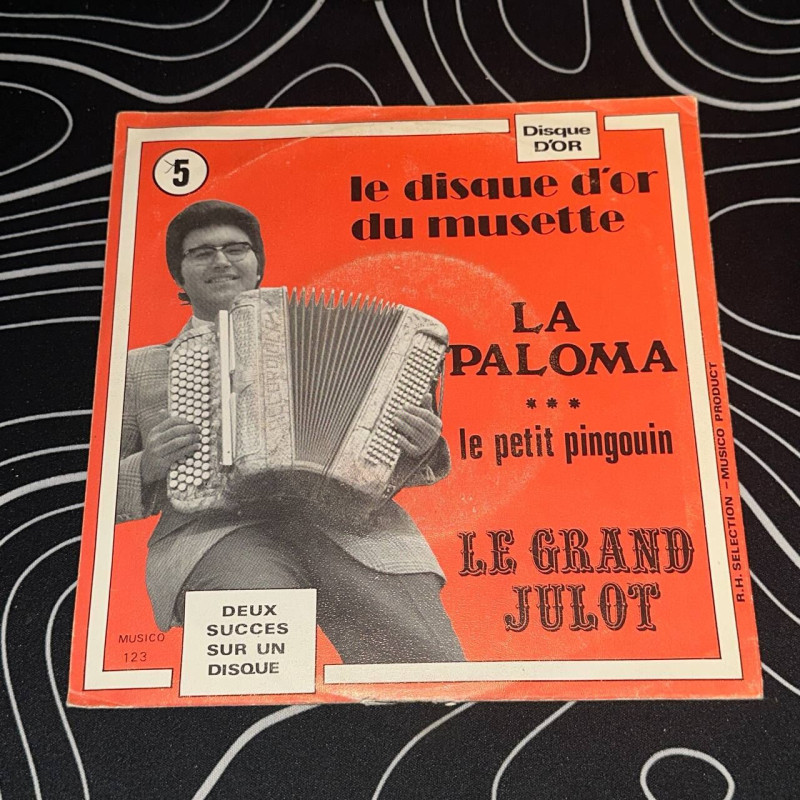 Disque
D'OR
5
le disque d'or
du musette
LA
PALOMA
***
le petit pingouin
LE GRAND
JULOT
DEUX
SUCCES
SUR UN
DISQUE
MUSICO
123
R.H. SELECTION - MUSICO PRODUCT